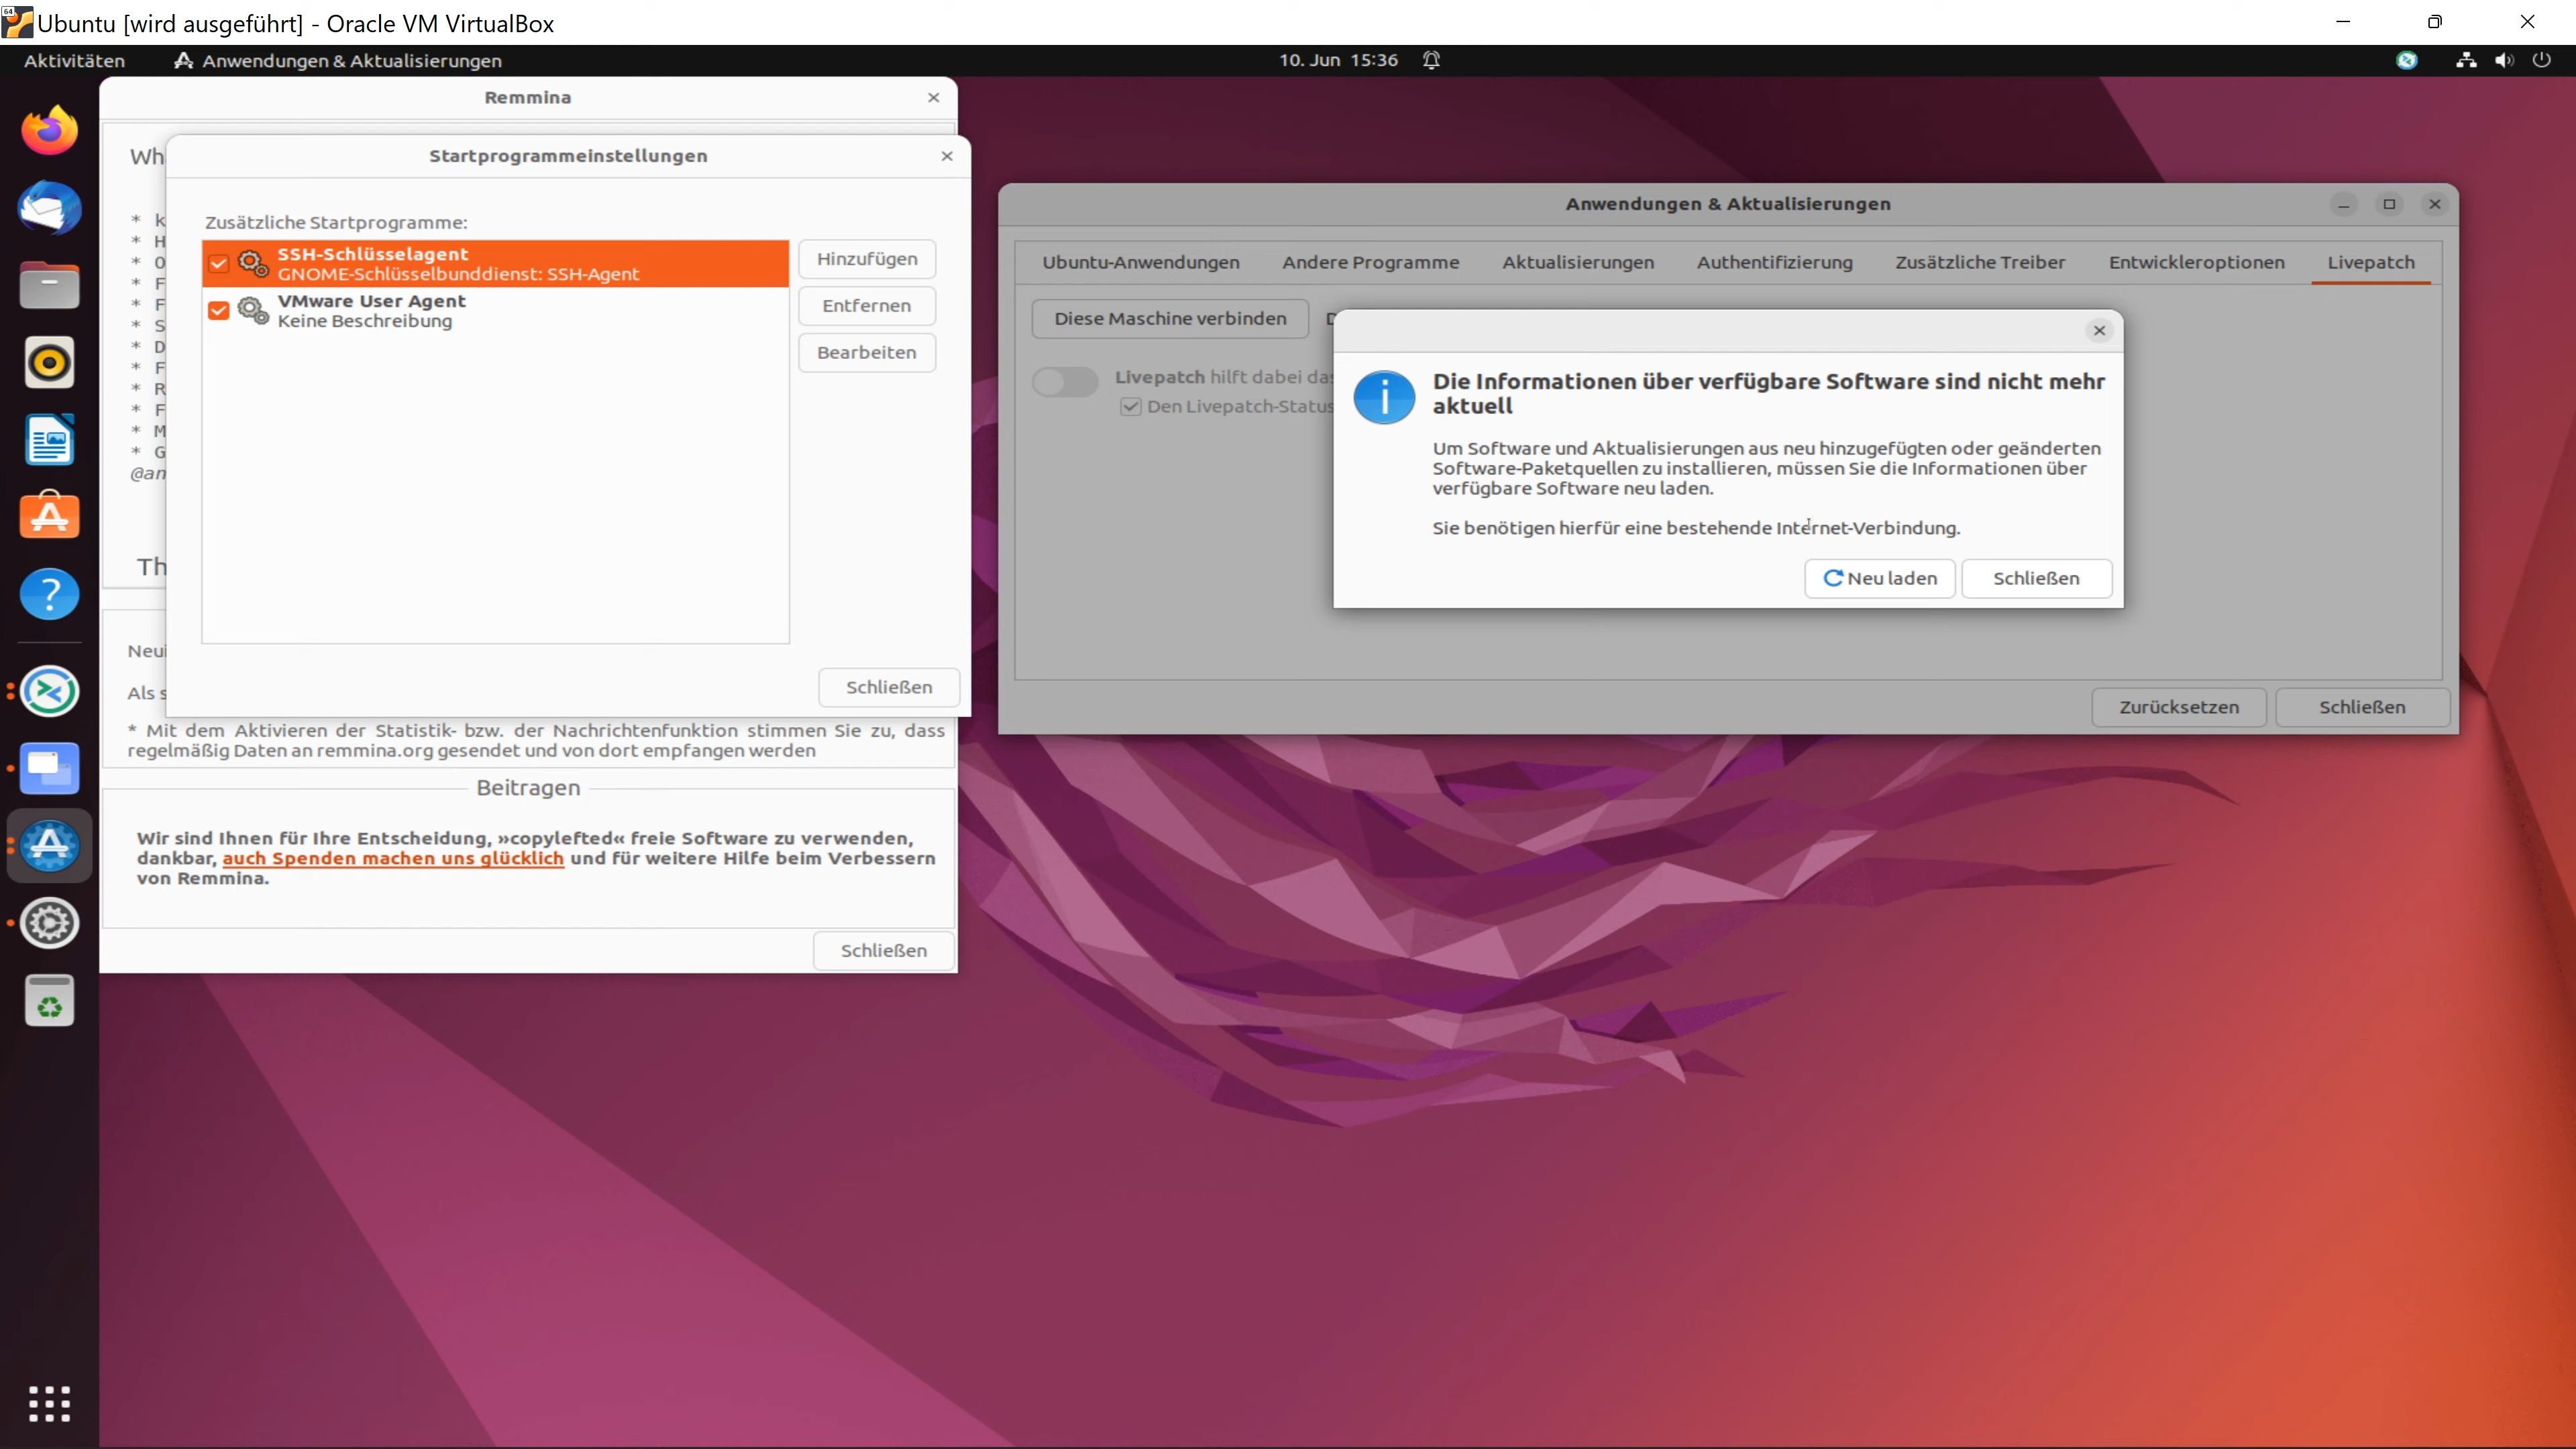 64
Ubuntu [wird ausgeführt] - Oracle VM VirtualBox
Aktivitäten
Anwendungen & Aktualisierungen
10. Jun 15:36
Remmina
Wh
* k
* H
* O
* F
* F
* S
* D
* F
* R
* F
* M
* G
@an
Th
Neui
Als s
* Mit dem Aktivieren der Statistik- bzw. der Nachrichtenfunktion stimmen Sie zu, dass
regelmäßig Daten an remmina.org gesendet und von dort empfangen werden
Beitragen
Wir sind Ihnen für Ihre Entscheidung, »copylefted« freie Software zu verwenden,
dankbar, auch Spenden machen uns glücklich und für weitere Hilfe beim Verbessern
von Remmina.
Schließen
Startprogrammeinstellungen
Zusätzliche Startprogramme:
SSH-Schlüsselagent
GNOME-Schlüsselbunddienst: SSH-Agent
VMware User Agent
Keine Beschreibung
Hinzufügen
Entfernen
Bearbeiten
Schließen
Anwendungen & Aktualisierungen
Ubuntu-Anwendungen Andere Programme Aktualisierungen Authentifizierung Zusätzliche Treiber Entwickleroptionen Livepatch
Diese Maschine verbinden
Livepatch hilft dabei das
Den Livepatch-Status
Die Informationen über verfügbare Software sind nicht mehr
aktuell
Um Software und Aktualisierungen aus neu hinzugefügten oder geänderten
Software-Paketquellen zu installieren, müssen Sie die Informationen über
verfügbare Software neu laden.
Sie benötigen hierfür eine bestehende Internet-Verbindung.
Neu laden
Schließen
Zurücksetzen
Schließen